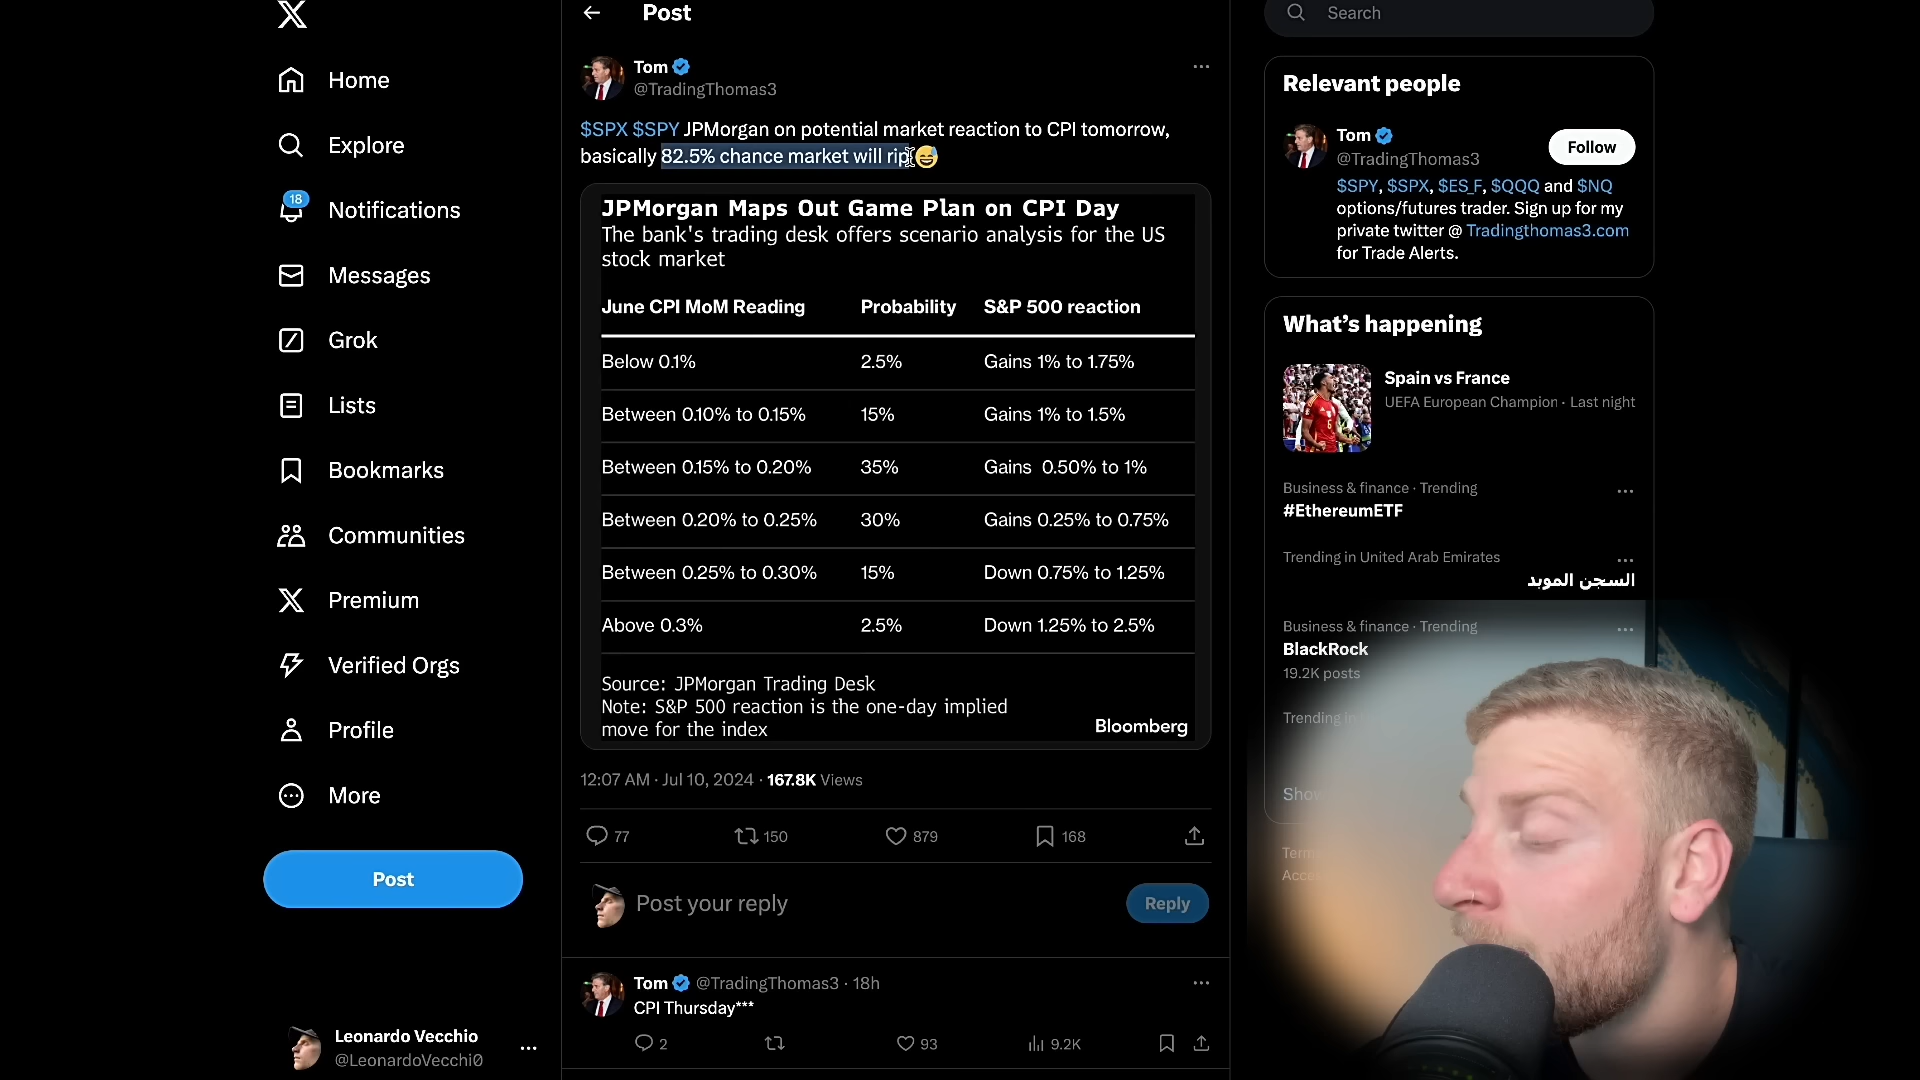 Home
Explore
18
Notifications
Messages
Grok
Lists
Bookmarks
Communities
Premium
Verified Orgs
Profile
More
Post
Leonardo Vecchio
@LeonardoVecchi0
Post
Tom
@TradingThomas3
$SPX $SPY JPMorgan on potential market reaction to CPI tomorrow,
basically 82.5% chance market will rip😅
JPMorgan Maps Out Game Plan on CPI Day
The bank's trading desk offers scenario analysis for the US
stock market
June CPI MoM Reading Probability S&P 500 reaction
Below 0.1% 2.5% Gains 1% to 1.75%
Between 0.10% to 0.15% 15% Gains 1% to 1.5%
Between 0.15% to 0.20% 35% Gains 0.50% to 1%
Between 0.20% to 0.25% 30% Gains 0.25% to 0.75%
Between 0.25% to 0.30% 15% Down 0.75% to 1.25%
Above 0.3% 2.5% Down 1.25% to 2.5%
Source: JPMorgan Trading Desk
Note: S&P 500 reaction is the one-day implied
move for the index
Bloomberg
12:07 AM · Jul 10, 2024 · 167.8K Views
77 150 879 168
Post your reply
Reply
Tom @TradingThomas3 · 18h
CPI Thursday***
2 93 9.2K
Search
Relevant people
Tom
@TradingThomas3
Follow
$SPY, $SPX, $ES_F, $QQQ and $NQ
options/futures trader. Sign up for my
private twitter @ Tradingthomas3.com
for Trade Alerts.
What's happening
Spain vs France
UEFA European Champion · Last night
Business & finance · Trending
#EthereumETF
Trending in United Arab Emirates
السجن الموبد
Business & finance · Trending
BlackRock
19.2K posts
Trending in